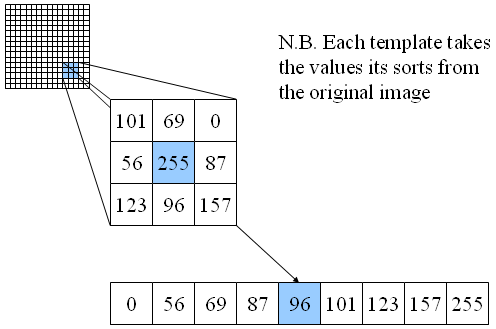 N.B. Each template takes
the values its sorts from
the original image
101 69 0
56 255 87
123 96 157
0 56 69 87 96 101 123 157 255